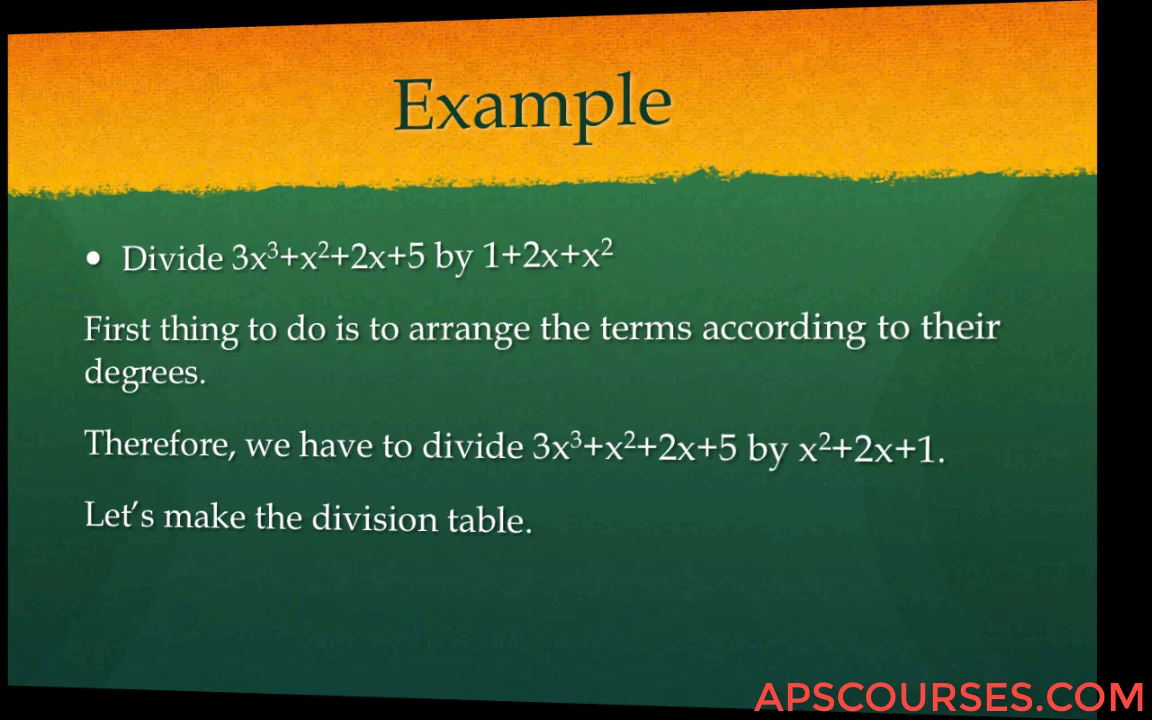 Example
• Divide 3x³+x²+2x+5 by 1+2x+x²
First thing to do is to arrange the terms according to their
degrees.
Therefore, we have to divide 3x³+x²+2x+5 by x²+2x+1.
Let’s make the division table.
APSCOURSES.COM